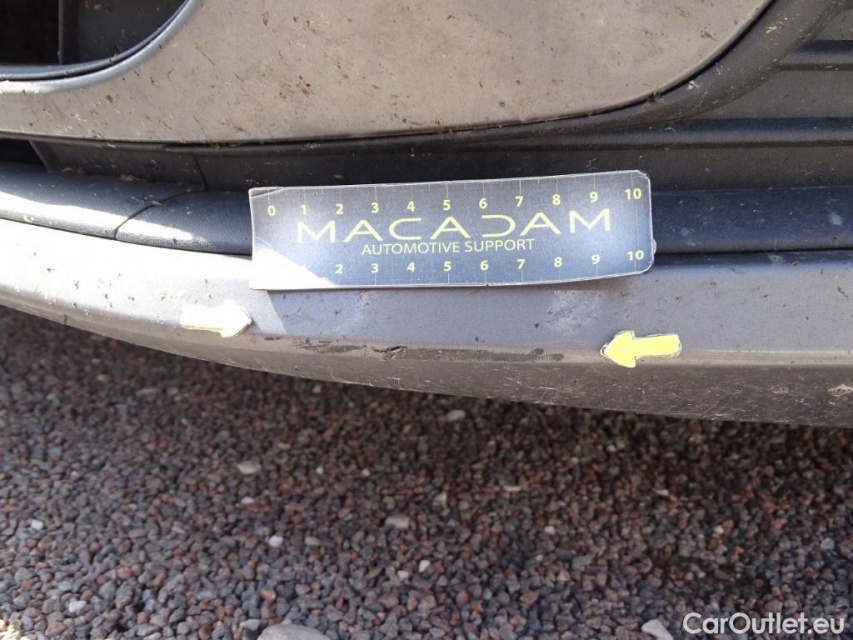 0 1 2 3 4 5 6 7 8 9 10
MACADAM
AUTOMOTIVE SUPPORT
2 3 4 5 6 7 8 9 10
CarOutlet.eu